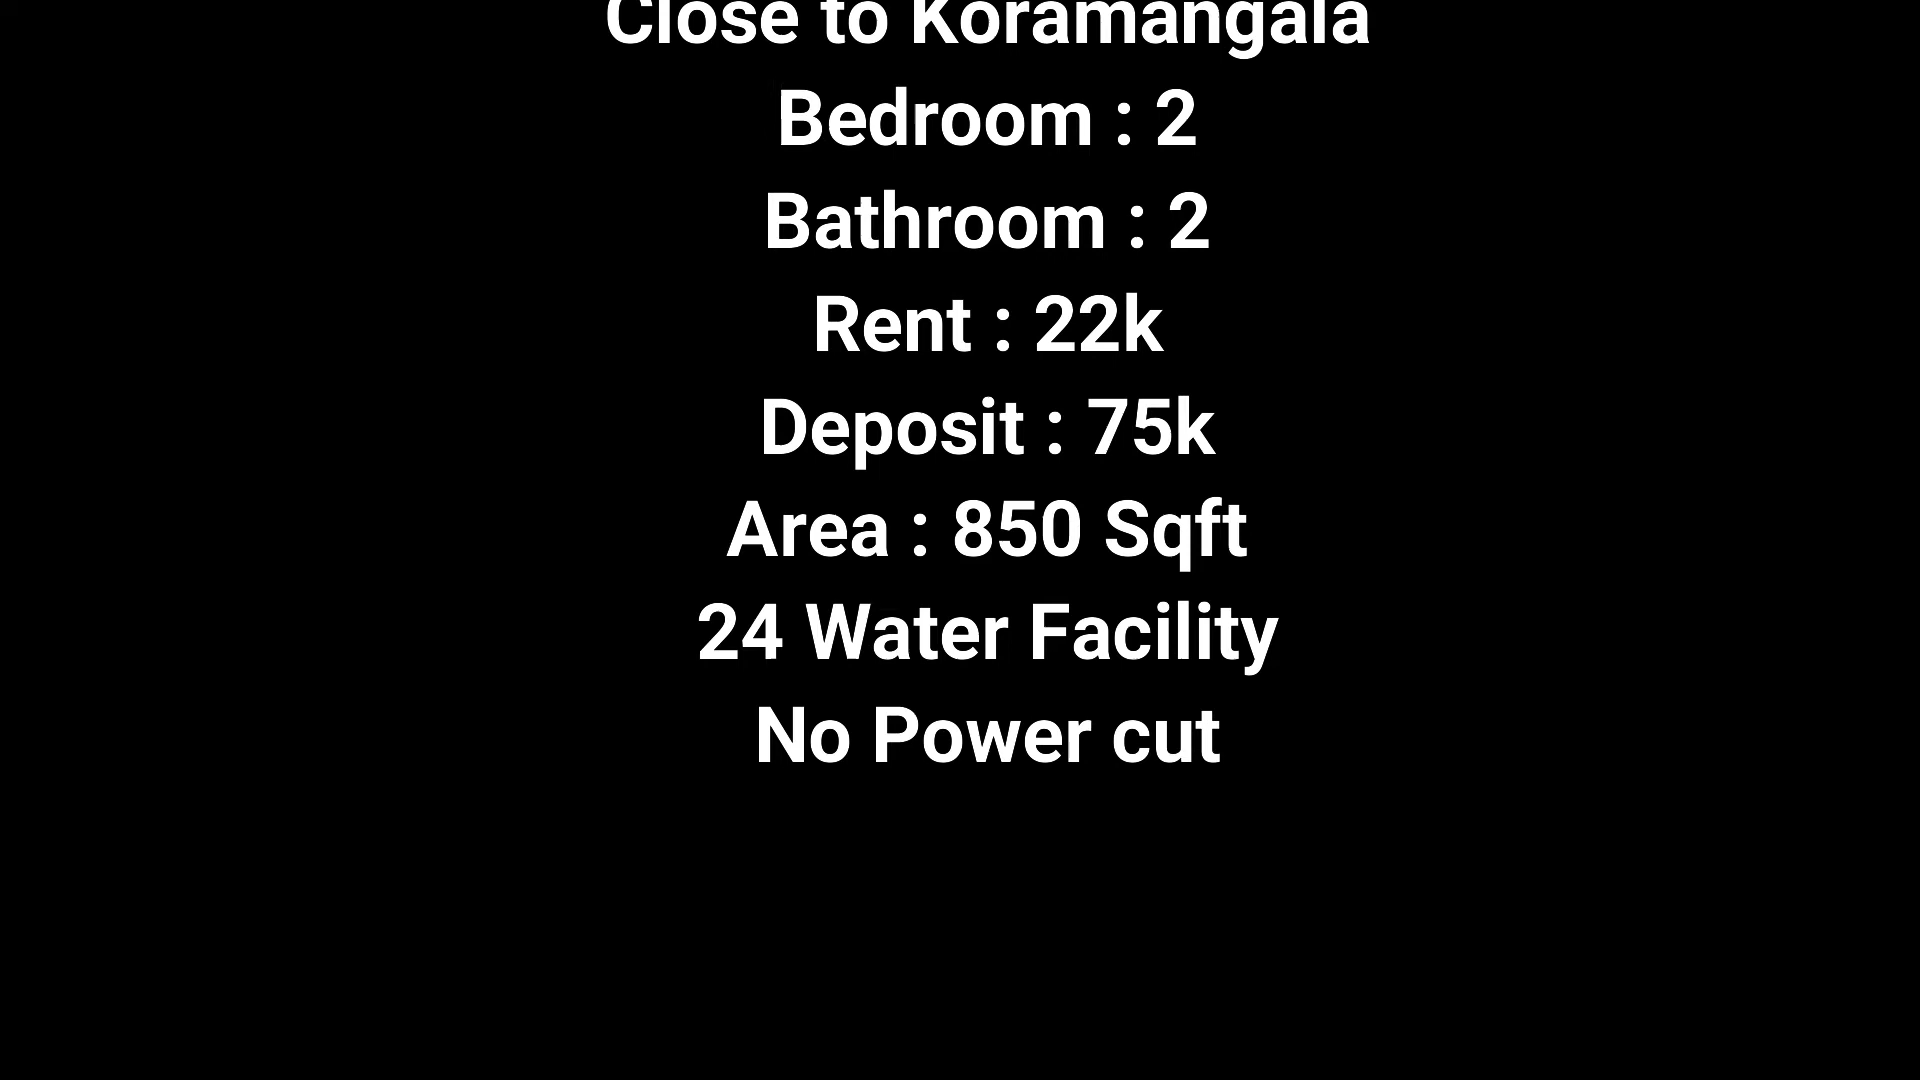 Close to Koramangala
Bedroom : 2
Bathroom : 2
Rent : 22k
Deposit : 75k
Area : 850 Sqft
24 Water Facility
No Power cut